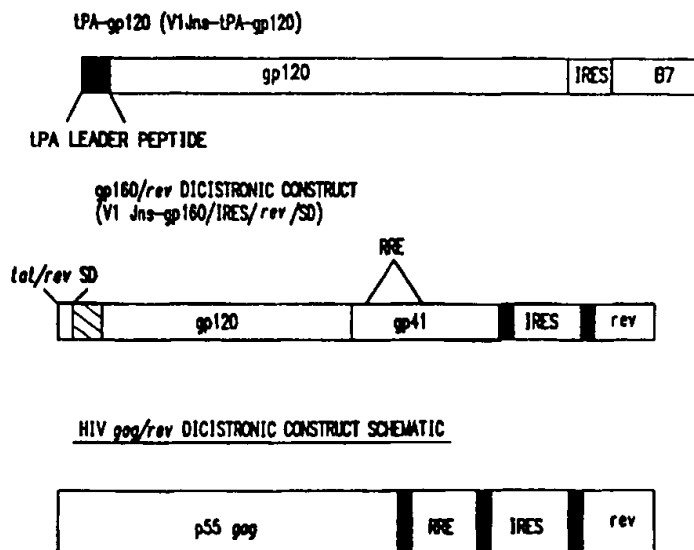 tPA-gp120 (V1Jns-tPA-gp120)
gp120 IRES B7
tPA LEADER PEPTIDE
gp160/rev DICISTRONIC CONSTRUCT
(V1 Jns-gp160/IRES/rev/SD)
RRE
tat/rev SD
gp120 gp41 IRES rev
HIV gag/rev DICISTRONIC CONSTRUCT SCHEMATIC
p55 gag RRE IRES rev